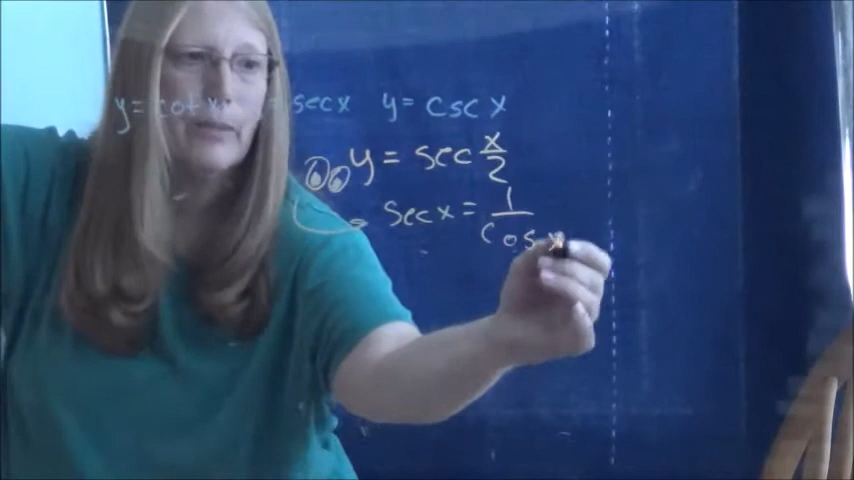 y = cot x = sec x y = csc x
y = sec x/2
sec x = 1/cos x